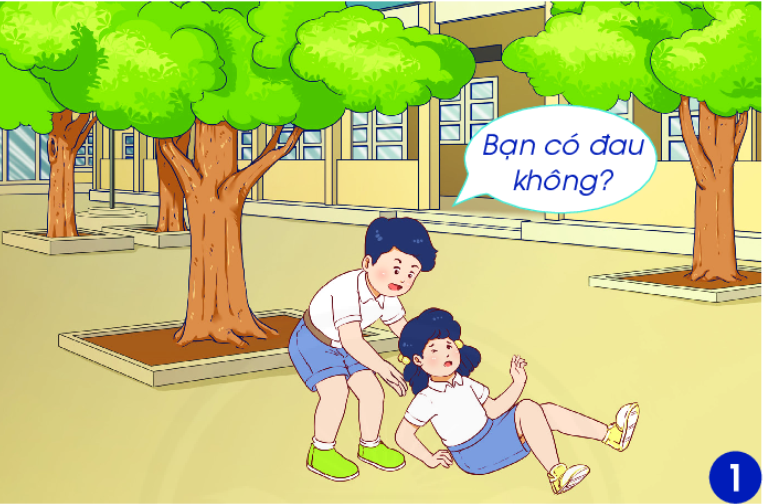 Bạn có đau
không?
1